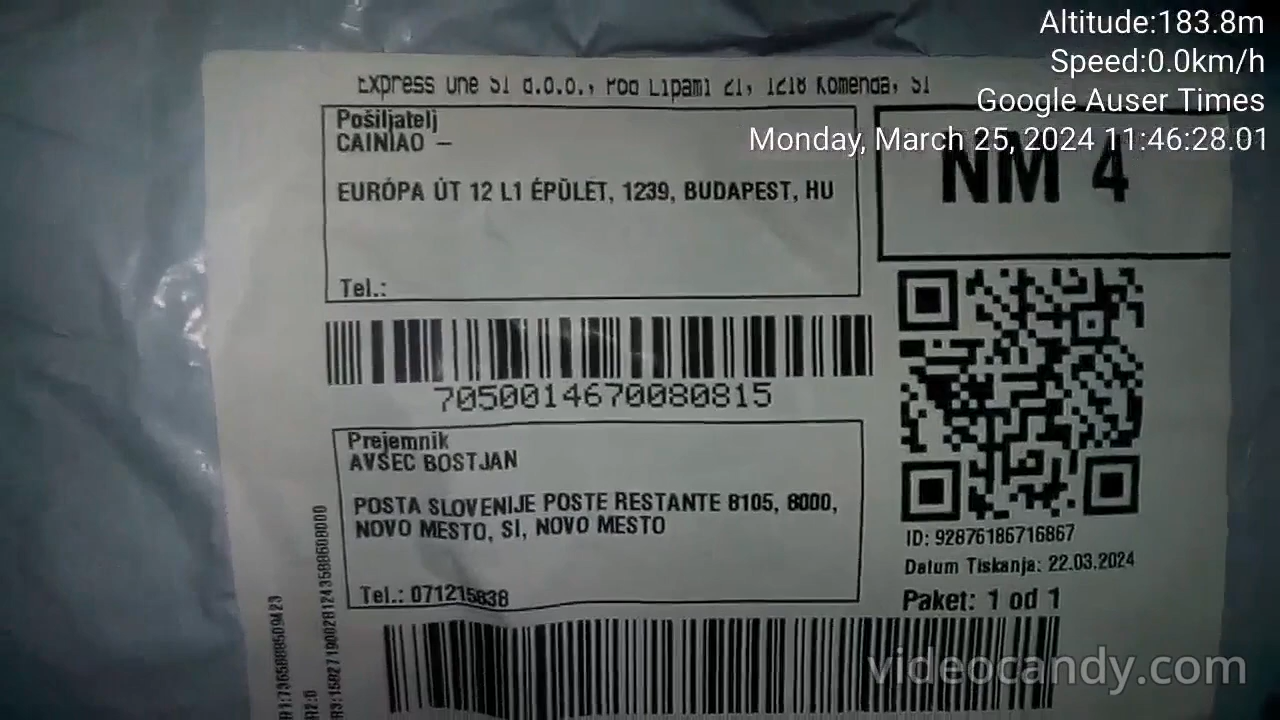 Altitude:183.8m
Speed:0.0km/h
Google Auser Times
Monday, March 25, 2024 11:46:28.01
Express One SI d.o.o., Pod Lipami 21, 1218 Komenda, SI
Pošiljatelj
CAINIAO –
EURÓPA ÚT 12 L1 ÉPÜLET, 1239, BUDAPEST, HU
Tel.:
NM 4
7050014670080815
Prejemnik
AVSEC BOSTJAN
POSTA SLOVENIJE POSTE RESTANTE 8105, 8000,
NOVO MESTO, SI, NOVO MESTO
Tel.: 071215838
ID: 92876186716867
Datum Tiskanja: 22.03.2024
Paket: 1 od 1
R2:0
videocandy.com